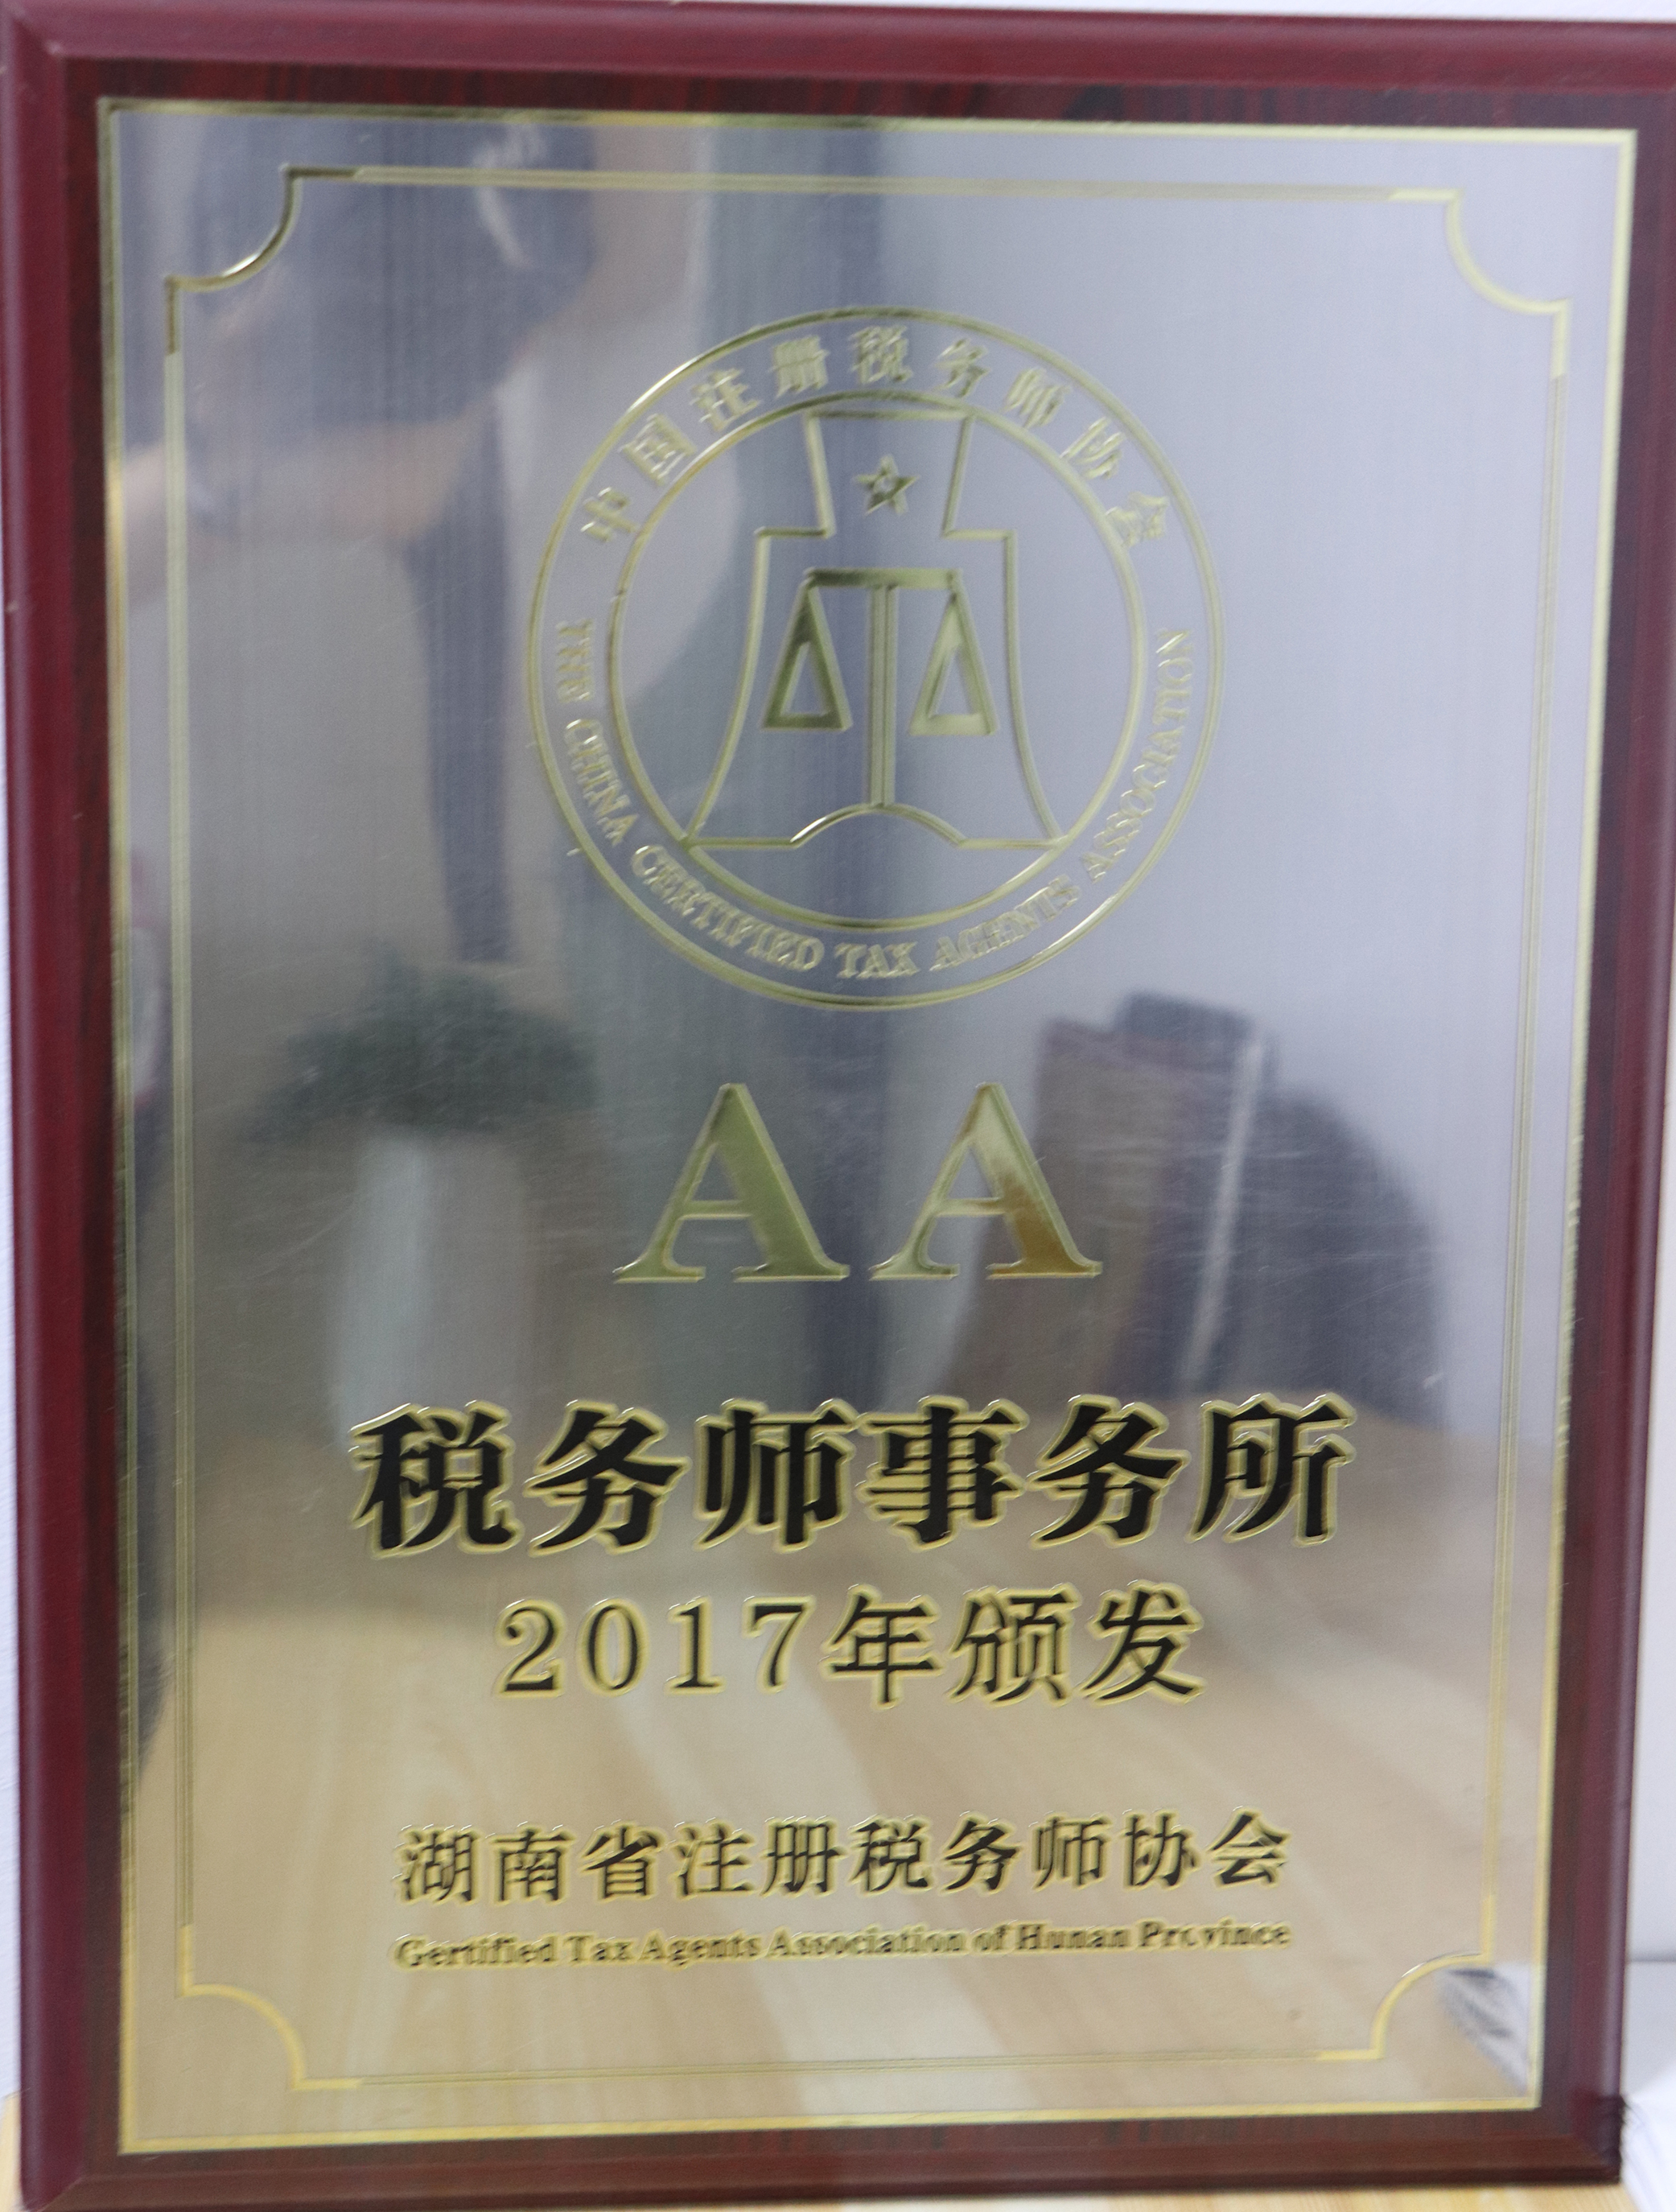 中国注册税务师协会
THE CHINA CERTIFIED TAX AGENTS ASSOCIATION
AA
税务师事务所
2017年颁发
湖南省注册税务师协会
Certified Tax Agents Association of Hunan Province